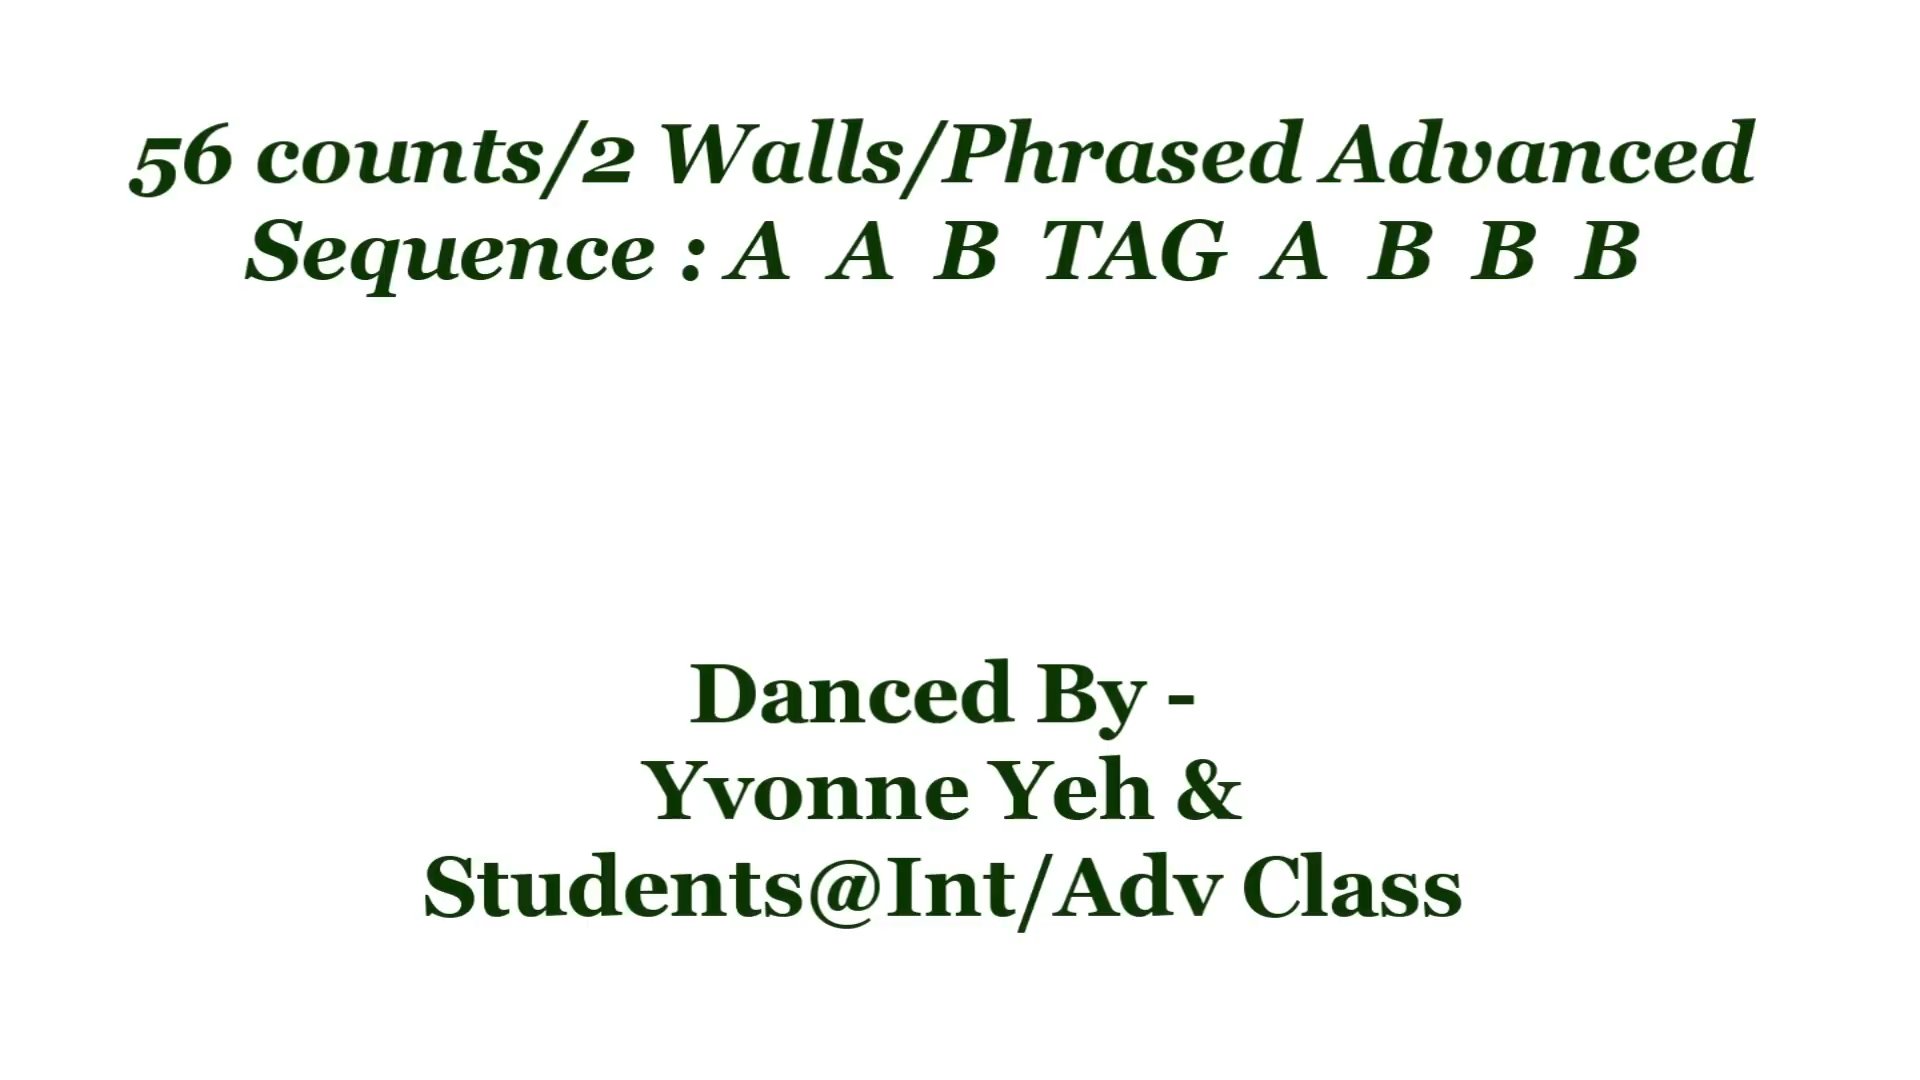 56 counts/2 Walls/Phrased Advanced
Sequence : A A B TAG A B B B
Danced By -
Yvonne Yeh &
Students@Int/Adv Class